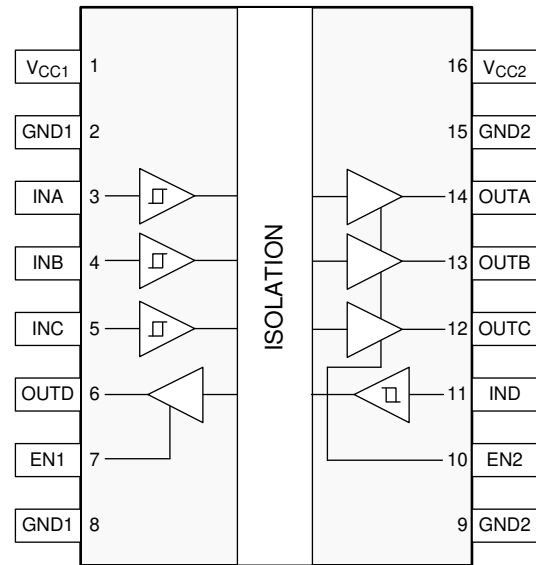 VCC1 1 16 VCC2
GND1 2 15 GND2
INA 3 14 OUTA
INB 4 13 OUTB
INC 5 12 OUTC
OUTD 6 11 IND
EN1 7 10 EN2
GND1 8 9 GND2
ISOLATION